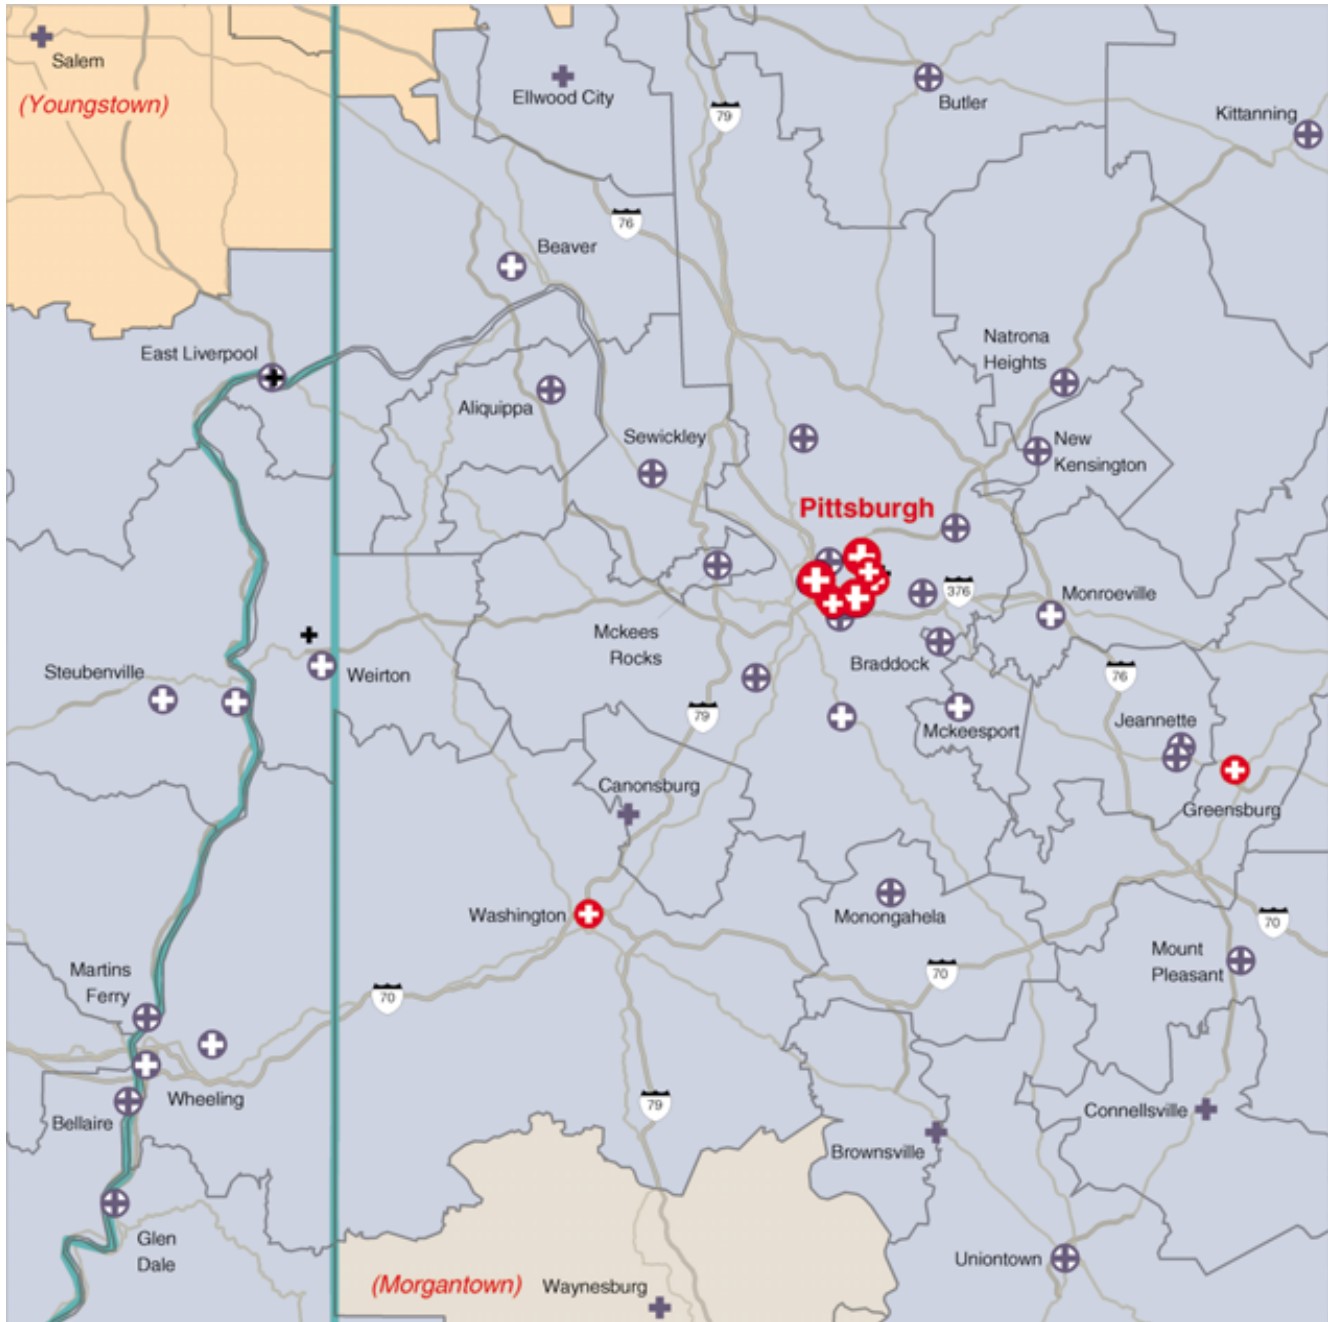 Salem
(Youngstown)
Ellwood City
79
Butler
Kittanning
76
Beaver
East Liverpool
Natrona
Heights
Aliquippa
Sewickley
New
Kensington
Pittsburgh
376
Monroeville
Mckees
Rocks
Braddock
Steubenville
Weirton
76
79
Mckeesport
Jeannette
Canonsburg
Greensburg
Washington
Monongahela
70
Mount
Pleasant
Martins
Ferry
70
70
Wheeling
79
Bellaire
Connellsville
Brownsville
Glen
Dale
Uniontown
(Morgantown)
Waynesburg